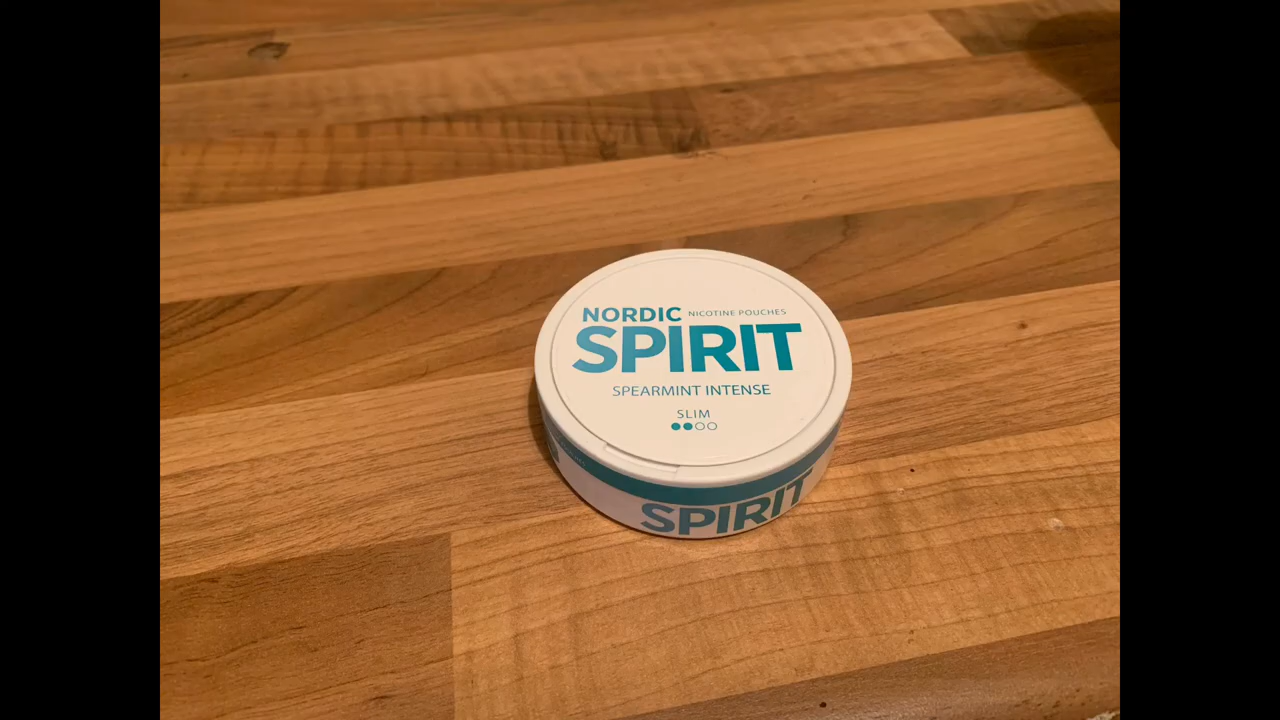 NORDIC NICOTINE POUCHES
SPIRIT
SPEARMINT INTENSE
SLIM
SPIRIT